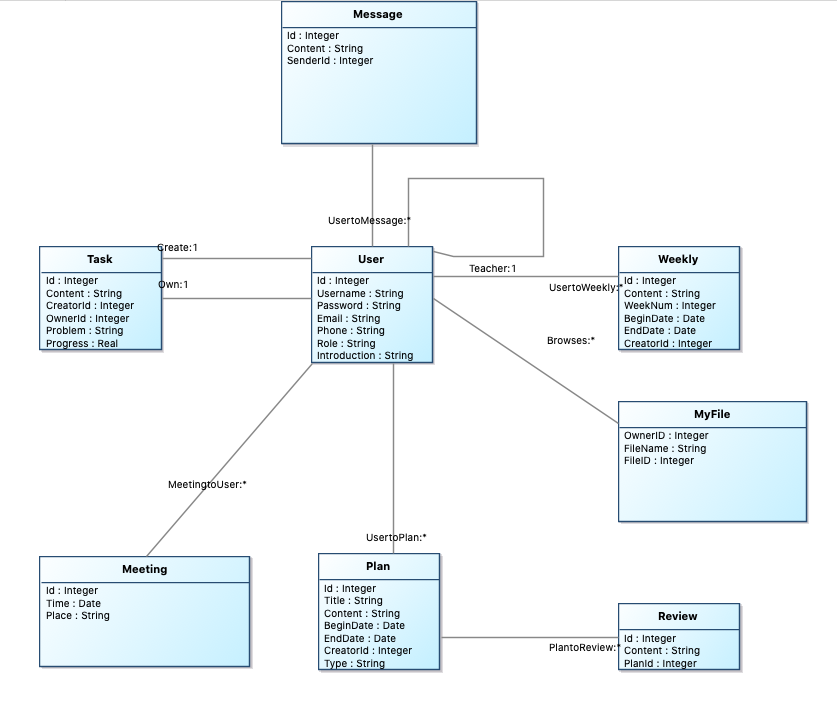 Message
Id : Integer
Content : String
SenderId : Integer
UsertoMessage:*
Create:1
Task
Id : Integer
Content : String
CreatorId : Integer
OwnerId : Integer
Problem : String
Progress : Real
Own:1
User
Id : Integer
Username : String
Password : String
Email : String
Phone : String
Role : String
Introduction : String
Teacher:1
UsertoWeekly:*
Weekly
Id : Integer
Content : String
WeekNum : Integer
BeginDate : Date
EndDate : Date
CreatorId : Integer
Browses:*
MyFile
OwnerID : Integer
FileName : String
FileID : Integer
MeetingtoUser:*
UsertoPlan:*
Meeting
Id : Integer
Time : Date
Place : String
Plan
Id : Integer
Title : String
Content : String
BeginDate : Date
EndDate : Date
CreatorId : Integer
Type : String
PlantoReview:*
Review
Id : Integer
Content : String
PlanId : Integer